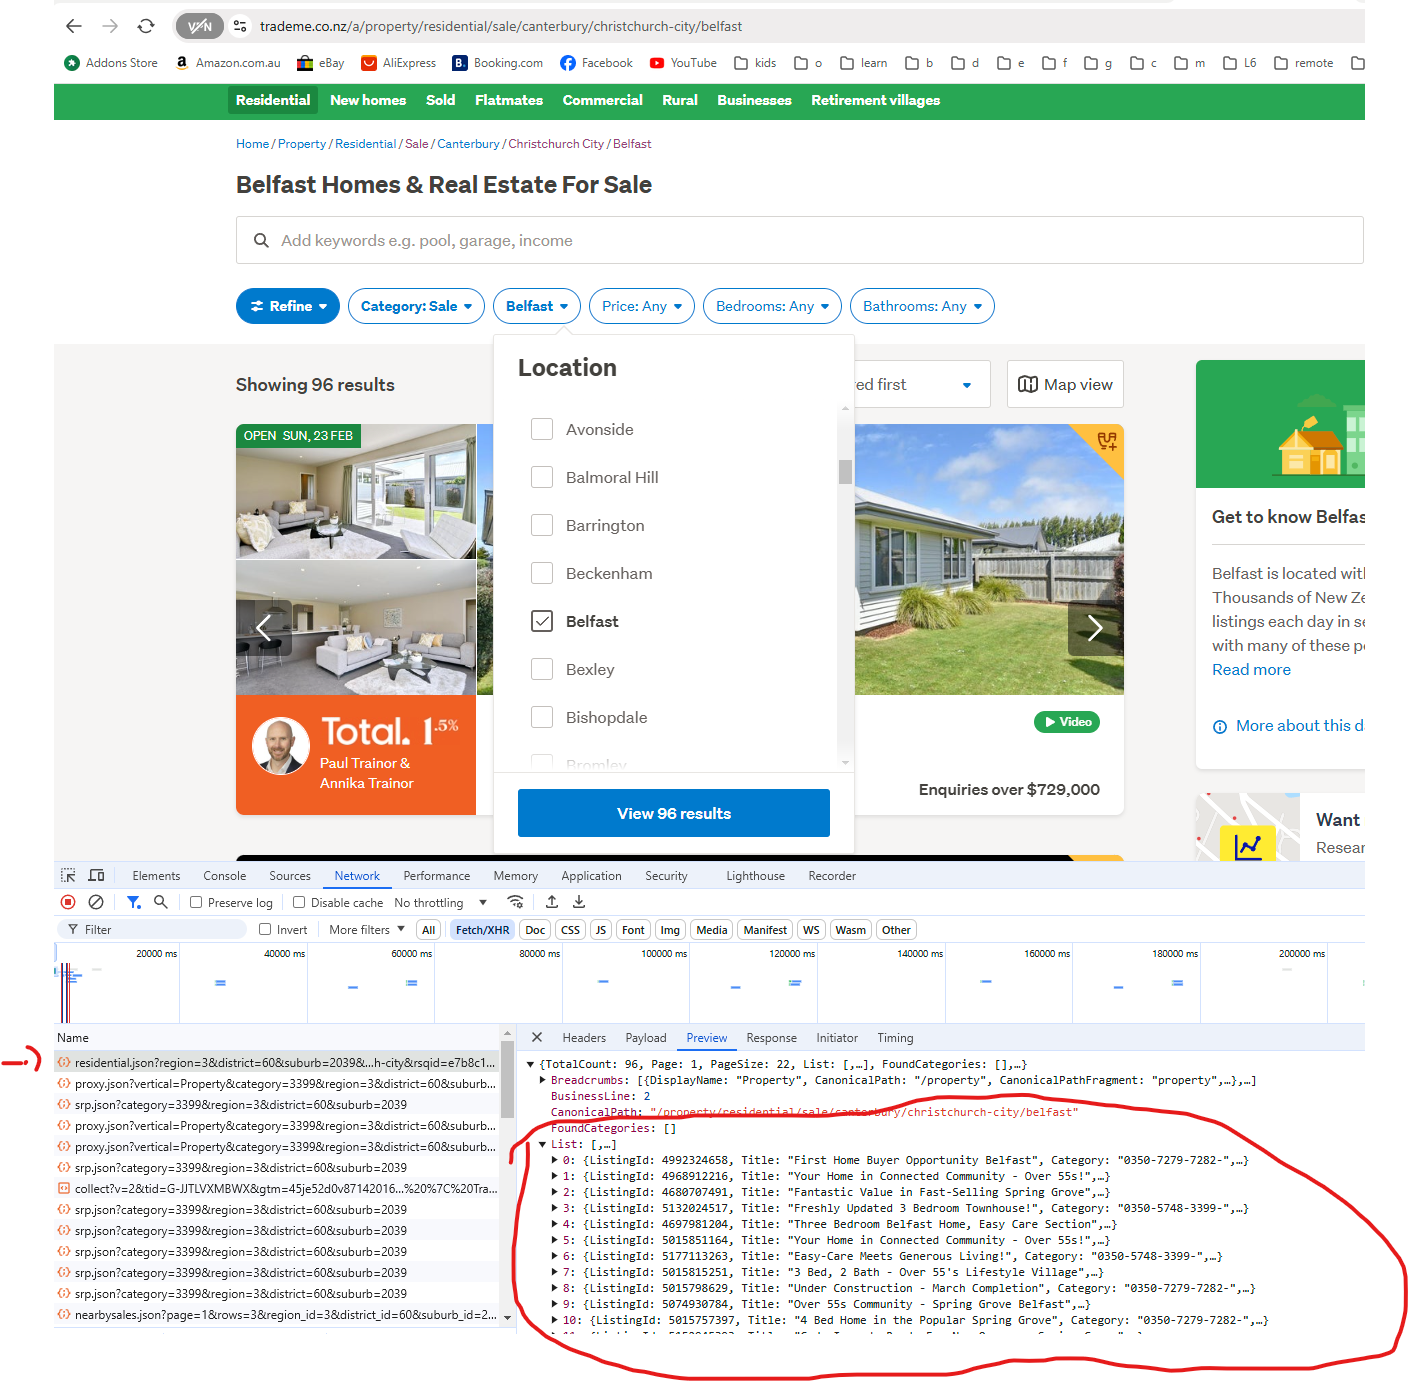 VPN trademe.co.nz/a/property/residential/sale/canterbury/christchurch-city/belfast
Addons Store Amazon.com.au eBay AliExpress Booking.com Facebook YouTube kids o learn b d e f g c m L6 remote
Residential New homes Sold Flatmates Commercial Rural Businesses Retirement villages
Home / Property / Residential / Sale / Canterbury / Christchurch City / Belfast
Belfast Homes & Real Estate For Sale
Add keywords e.g. pool, garage, income
Refine Category: Sale Belfast Price: Any Bedrooms: Any Bathrooms: Any
Location
Showing 96 results
red first
Map view
OPEN SUN, 23 FEB
Avonside
Balmoral Hill
Barrington
Beckenham
Belfast
Bexley
Bishopdale
Bromley
View 96 results
Total. 1.5%
Paul Trainor &
Annika Trainor
Video
Enquiries over $729,000
Get to know Belfas
Belfast is located wit
Thousands of New Ze
listings each day in se
with many of these p
Read more
More about this d
Want
Resear
Elements Console Sources Network Performance Memory Application Security Lighthouse Recorder
Preserve log Disable cache No throttling
Filter Invert More filters All Fetch/XHR Doc CSS JS Font Img Media Manifest WS Wasm Other
20000 ms 40000 ms 60000 ms 80000 ms 100000 ms 120000 ms 140000 ms 160000 ms 180000 ms 200000 ms
Name
residential.json?region=3&district=60&suburb=2039&...h-city&rsqid=e7b8c1...
proxy.json?vertical=Property&category=3399&region=3&district=60&suburb...
srp.json?category=3399&region=3&district=60&suburb=2039
proxy.json?vertical=Property&category=3399&region=3&district=60&suburb...
proxy.json?vertical=Property&category=3399&region=3&district=60&suburb...
srp.json?category=3399&region=3&district=60&suburb=2039
collect?v=2&tid=G-JJTLVXMBWX&gtm=45je52d0v87142016...%20%7C%20Tra...
srp.json?category=3399&region=3&district=60&suburb=2039
srp.json?category=3399&region=3&district=60&suburb=2039
srp.json?category=3399&region=3&district=60&suburb=2039
srp.json?category=3399&region=3&district=60&suburb=2039
srp.json?category=3399&region=3&district=60&suburb=2039
nearbysales.json?page=1&rows=3&region_id=3&district_id=60&suburb_id=2...
Headers Payload Preview Response Initiator Timing
{TotalCount: 96, Page: 1, PageSize: 22, List: [,…], FoundCategories: [],…}
Breadcrumbs: [{DisplayName: "Property", CanonicalPath: "/property", CanonicalPathFragment: "property",…},…]
BusinessLine: 2
CanonicalPath: "/property/residential/sale/canterbury/christchurch-city/belfast"
FoundCategories: []
List: [,…]
0: {ListingId: 4992324658, Title: "First Home Buyer Opportunity Belfast", Category: "0350-7279-7282-",…}
1: {ListingId: 4968912216, Title: "Your Home in Connected Community - Over 55s!",…}
2: {ListingId: 4680707491, Title: "Fantastic Value in Fast-Selling Spring Grove",…}
3: {ListingId: 5132024517, Title: "Freshly Updated 3 Bedroom Townhouse!", Category: "0350-5748-3399-",…}
4: {ListingId: 4697981204, Title: "Three Bedroom Belfast Home, Easy Care Section",…}
5: {ListingId: 5015851164, Title: "Your Home in Connected Community - Over 55s!",…}
6: {ListingId: 5177113263, Title: "Easy-Care Meets Generous Living!", Category: "0350-5748-3399-",…}
7: {ListingId: 5015815251, Title: "3 Bed, 2 Bath - Over 55's Lifestyle Village",…}
8: {ListingId: 5015798629, Title: "Under Construction - March Completion", Category: "0350-7279-7282-",…}
9: {ListingId: 5074930784, Title: "Over 55s Community - Spring Grove Belfast",…}
10: {ListingId: 5015757397, Title: "4 Bed Home in the Popular Spring Grove", Category: "0350-7279-7282-",…}